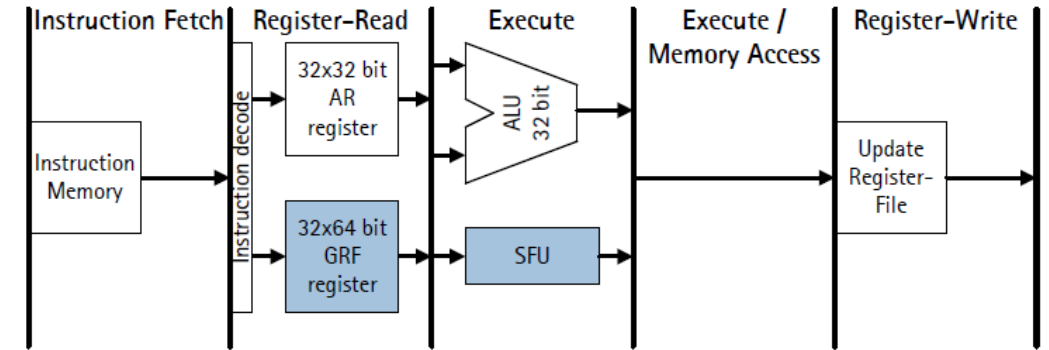 Instruction Fetch
Register-Read
Execute
Execute /
Memory Access
Register-Write
Instruction
Memory
Instruction decode
32x32 bit
AR
register
32x64 bit
GRF
register
ALU
32 bit
SFU
Update
Register-
File